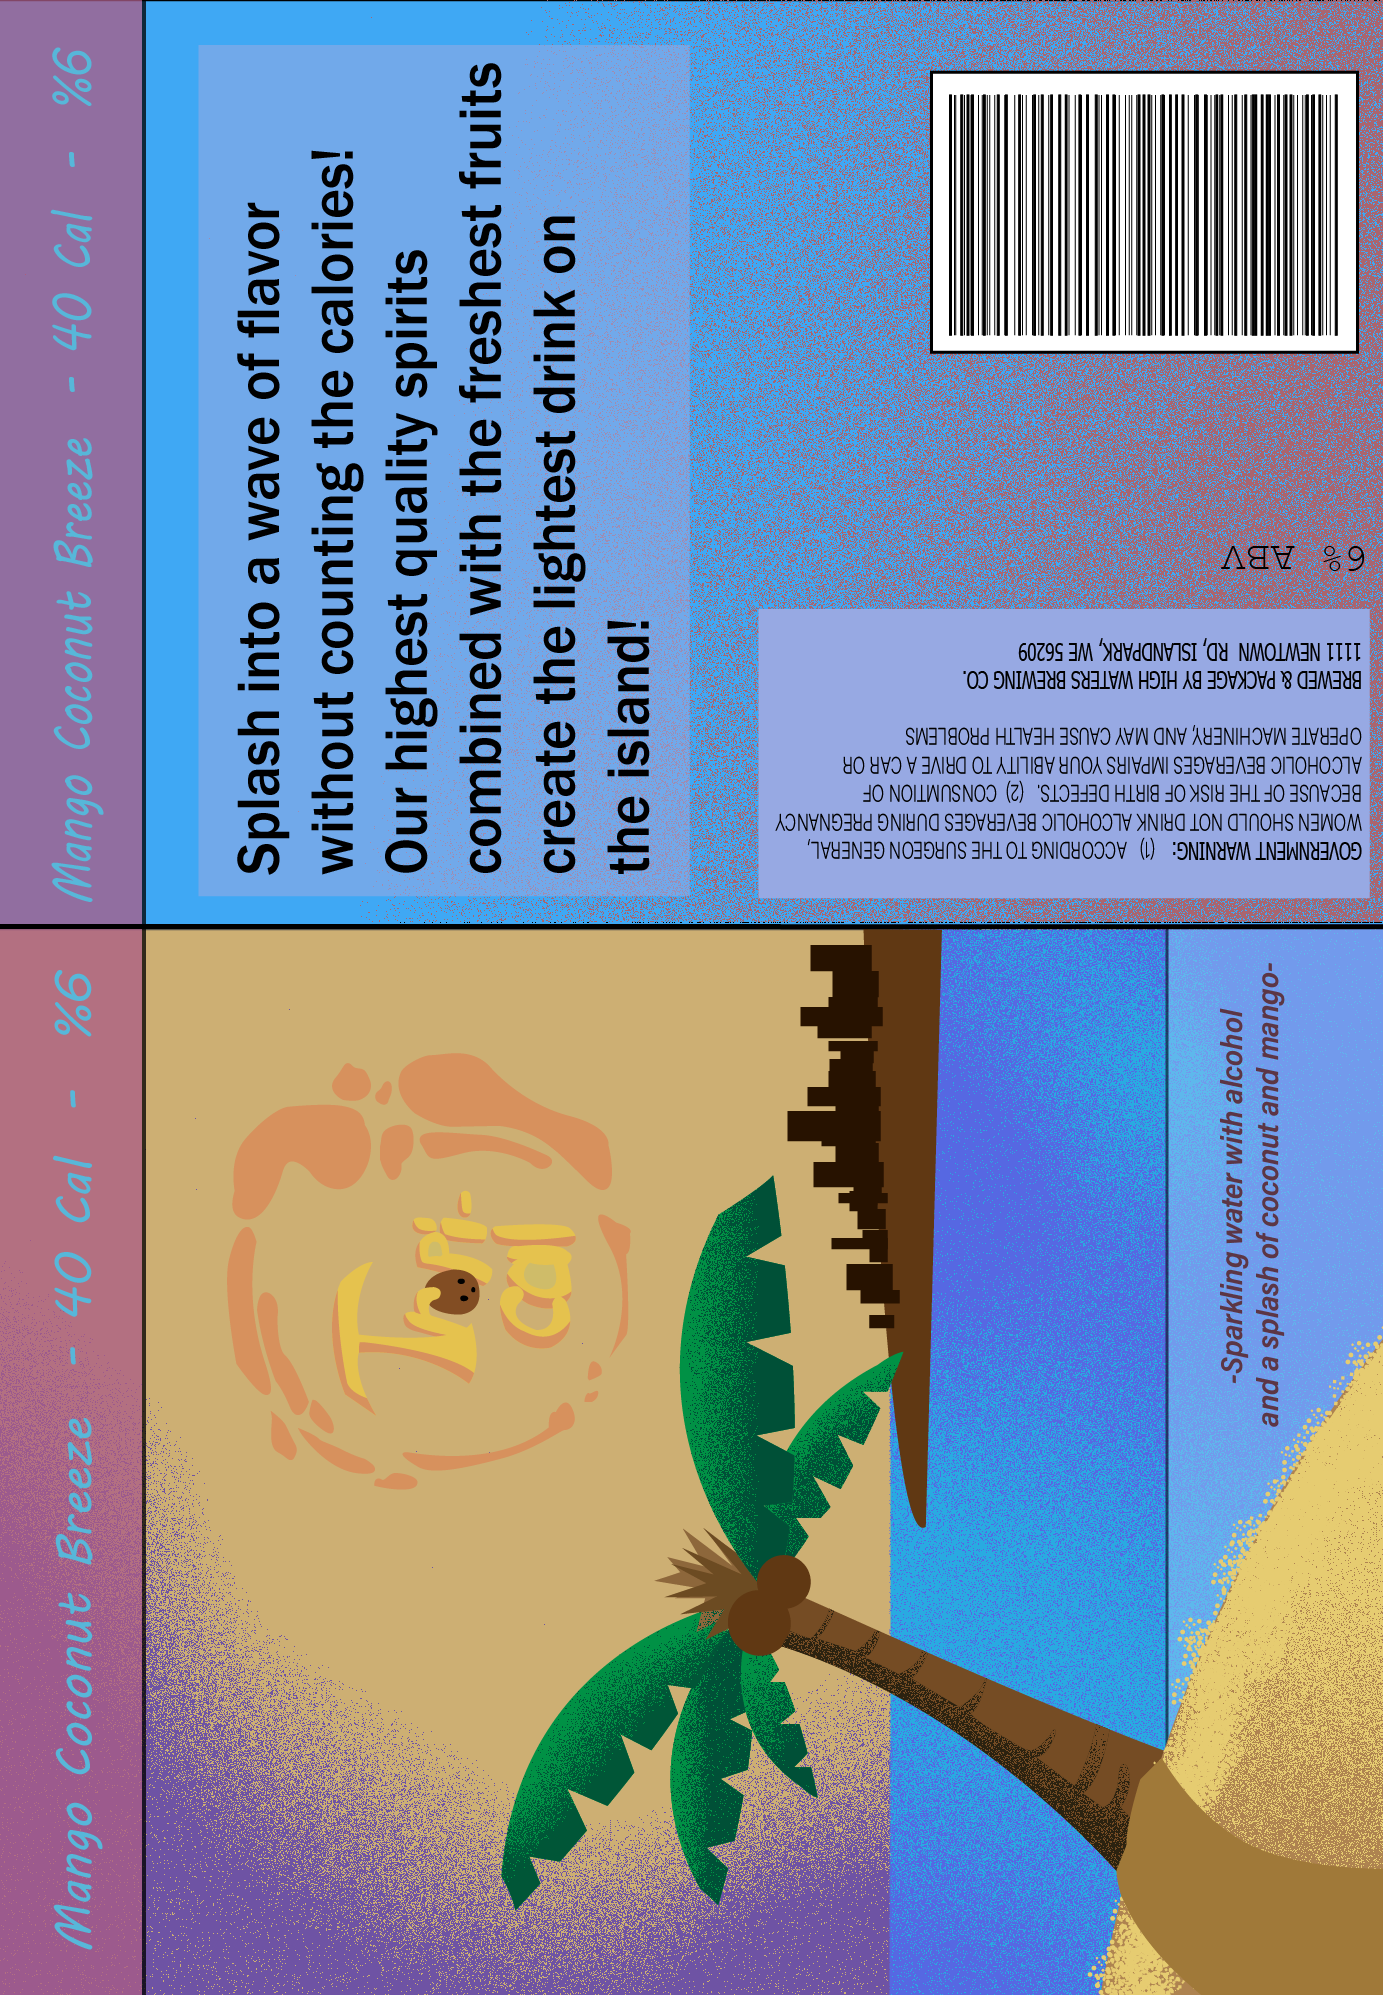 Mango Coconut Breeze - 40 Cal - %6
Tropi-
cal
-Sparkling water with alcohol
and a splash of coconut and mango-
Mango Coconut Breeze - 40 Cal - %6
Splash into a wave of flavor
without counting the calories!
Our highest quality spirits
combined with the freshest fruits
create the lightest drink on
the island!
GOVERNMENT WARNING: (1) ACCORDING TO THE SURGEON GENERAL,
WOMEN SHOULD NOT DRINK ALCOHOLIC BEVERAGES DURING PREGNANCY
BECAUSE OF THE RISK OF BIRTH DEFECTS. (2) CONSUMTION OF
ALCOHOLIC BEVERAGES IMPAIRS YOUR ABILITY TO DRIVE A CAR OR
OPERATE MACHINERY, AND MAY CAUSE HEALTH PROBLEMS
BREWED & PACKAGE BY HIGH WATERS BREWING CO.
1111 NEWTOWN RD, ISLANDPARK, WE 56209
6% ABV